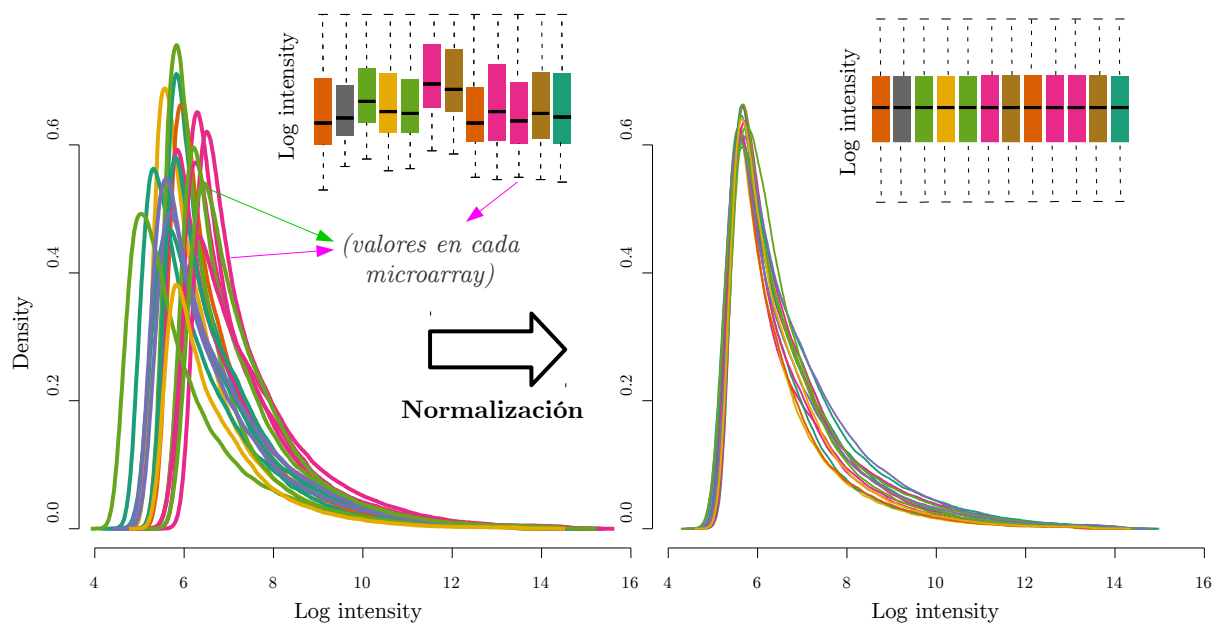 Log intensity
(valores en cada
microarray)
Normalización
Density
0.0
0.2
0.4
0.6
4
6
8
10
12
14
16
Log intensity
Log intensity
0.0
0.2
0.4
0.6
4
6
8
10
12
14
16
Log intensity